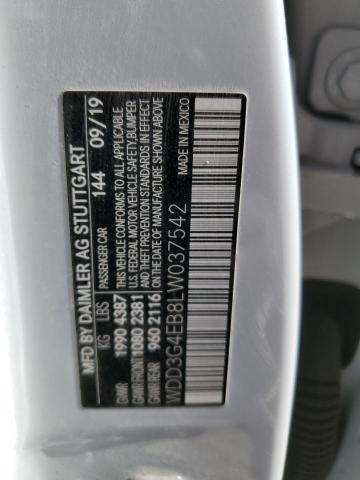 MFD BY DAIMLER AG STUTTGART
PASSENGER CAR 144 09/19
KG LBS
GVWR 1990 4387
GAWR FRONT 1080 2381
GAWR REAR 960 2116
THIS VEHICLE CONFORMS TO ALL APPLICABLE
U.S. FEDERAL MOTOR VEHICLE SAFETY, BUMPER
AND THEFT PREVENTION STANDARDS IN EFFECT
ON THE DATE OF MANUFACTURE SHOWN ABOVE
WDD3G4EB8LW037542
MADE IN MEXICO